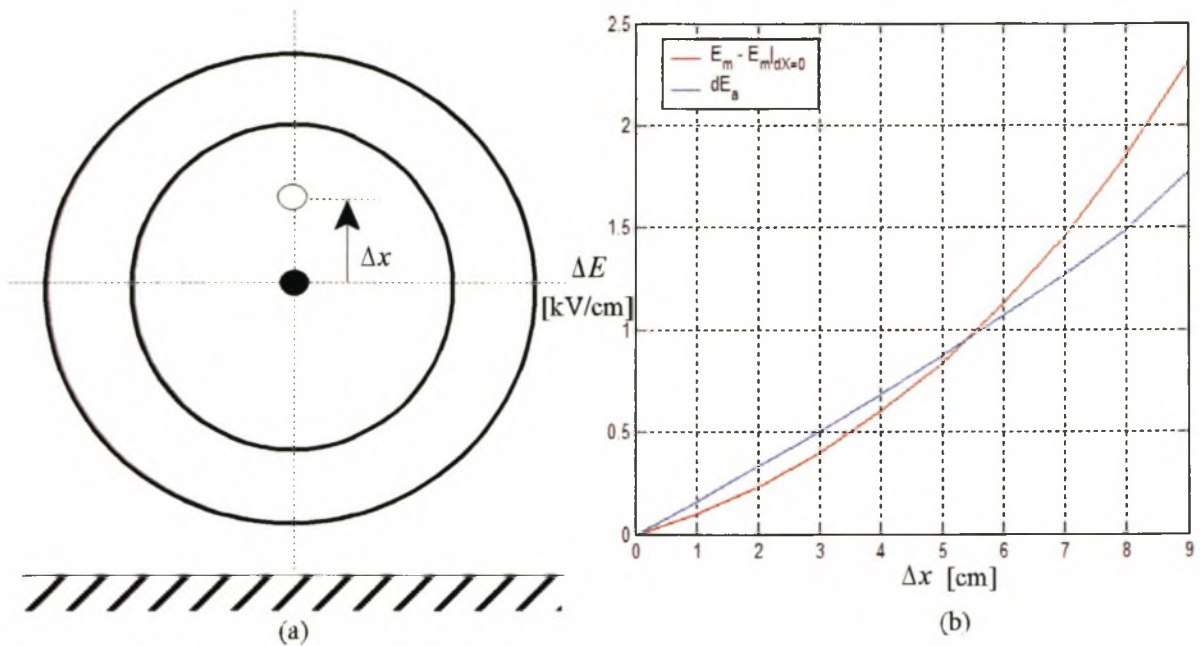 Δx
(a)
ΔE
[kV/cm]
2.5
2
1.5
1
0.5
0
E_m - E_m|_{dX=0}
dE_a
0 1 2 3 4 5 6 7 8 9
Δx [cm]
(b)